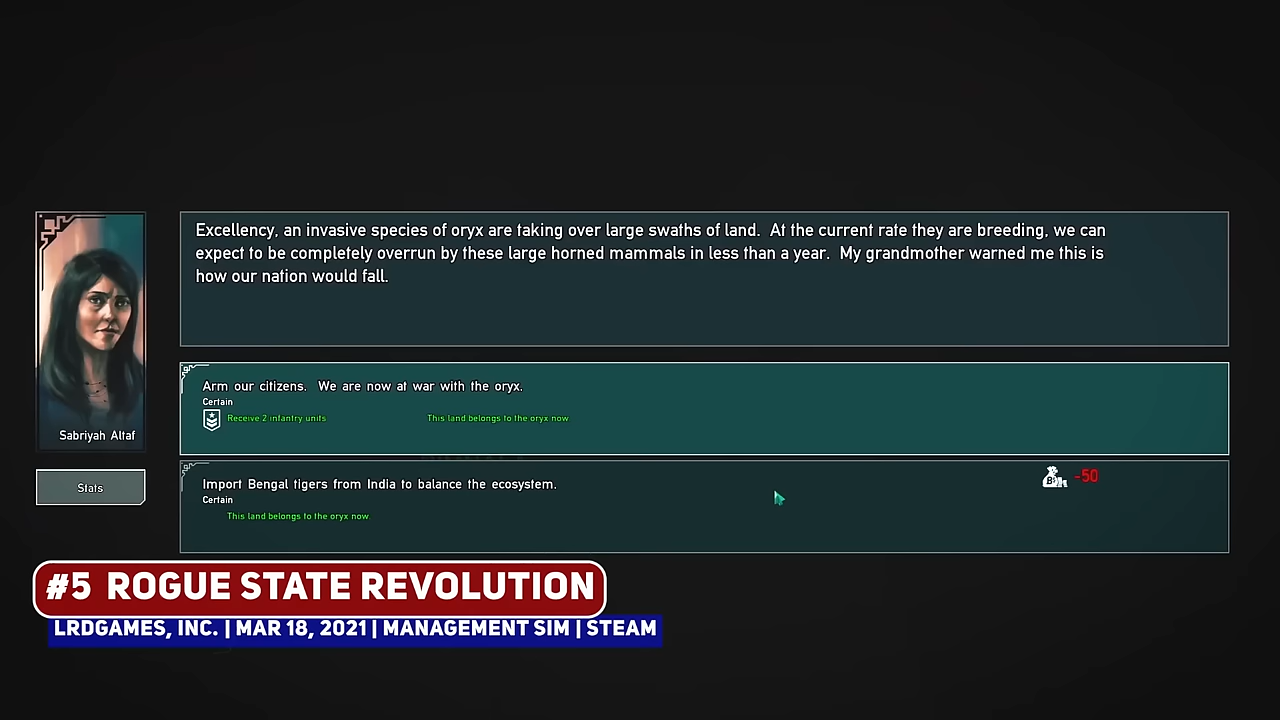 Excellency, an invasive species of oryx are taking over large swaths of land. At the current rate they are breeding, we can
expect to be completely overrun by these large horned mammals in less than a year. My grandmother warned me this is
how our nation would fall.
Sabriyah Altaf
Stats
Arm our citizens. We are now at war with the oryx.
Certain
Receive 2 infantry units
This land belongs to the oryx now.
Import Bengal tigers from India to balance the ecosystem.
-50
Certain
This land belongs to the oryx now.
#5 ROGUE STATE REVOLUTION
LRDGAMES, INC. | MAR 18, 2021 | MANAGEMENT SIM | STEAM